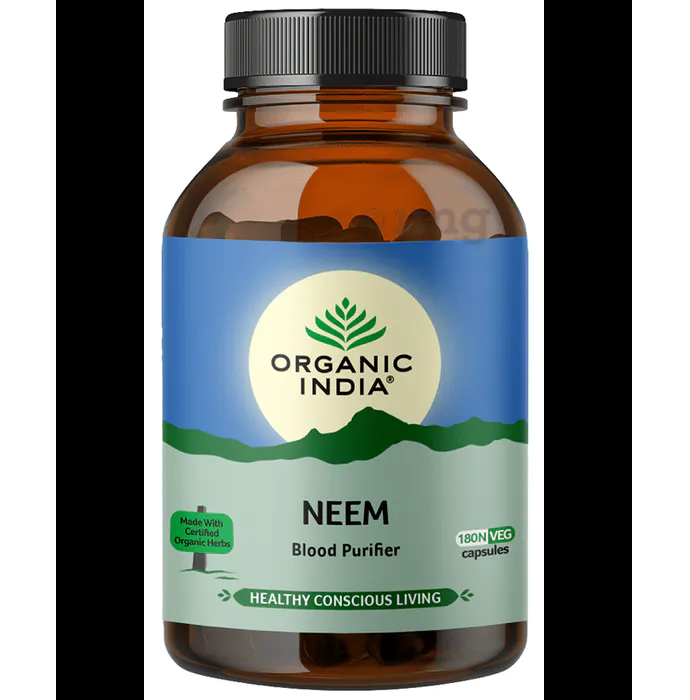 ORGANIC
INDIA®
NEEM
Blood Purifier
Made With
Certified
Organic Herbs
180N VEG
capsules
HEALTHY CONSCIOUS LIVING